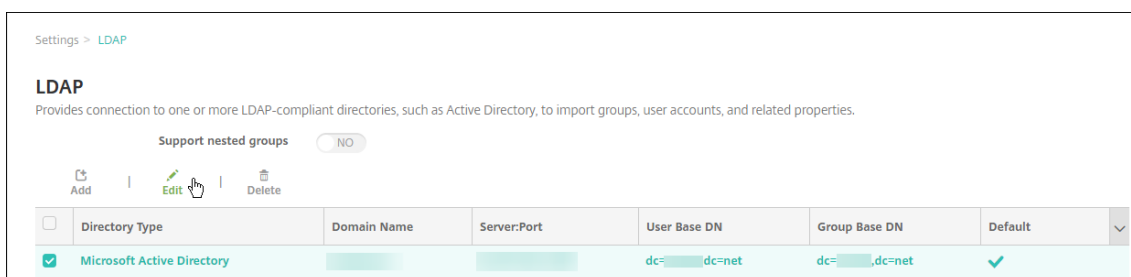 Settings > LDAP
LDAP
Provides connection to one or more LDAP-compliant directories, such as Active Directory, to import groups, user accounts, and related properties.
Support nested groups NO
Add | Edit | Delete
Directory Type Domain Name Server:Port User Base DN Group Base DN Default
Microsoft Active Directory dc= dc=net dc= ,dc=net